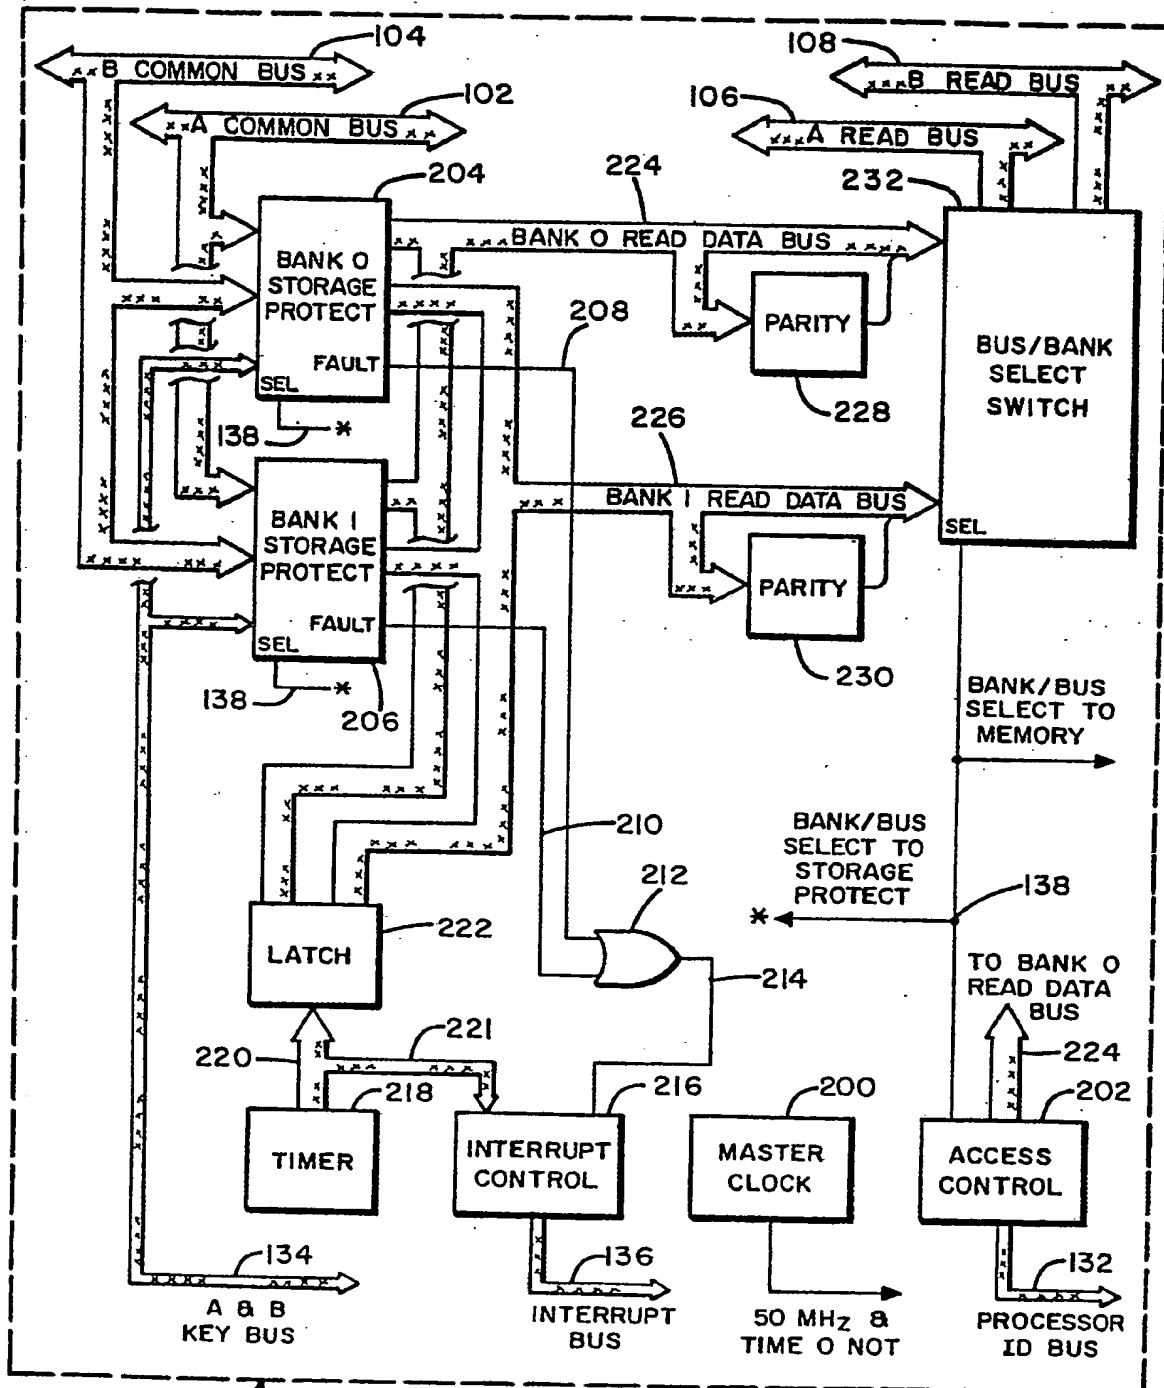 104
B COMMON BUS
108
B READ BUS
102
A COMMON BUS
106
A READ BUS
204
224
232
BANK 0 READ DATA BUS
BANK 0
STORAGE
PROTECT
FAULT
SEL
138
*
208
PARITY
228
BUS/BANK
SELECT
SWITCH
SEL
226
BANK 1 READ DATA BUS
BANK 1
STORAGE
PROTECT
FAULT
SEL
138
*
206
PARITY
230
BANK/BUS
SELECT TO
MEMORY
210
BANK/BUS
SELECT TO
STORAGE
PROTECT
*
138
212
LATCH
222
214
TO BANK 0
READ DATA
BUS
224
220
221
218
TIMER
216
INTERRUPT
CONTROL
200
MASTER
CLOCK
202
ACCESS
CONTROL
134
A & B
KEY BUS
136
INTERRUPT
BUS
50 MHz &
TIME 0 NOT
132
PROCESSOR
ID BUS